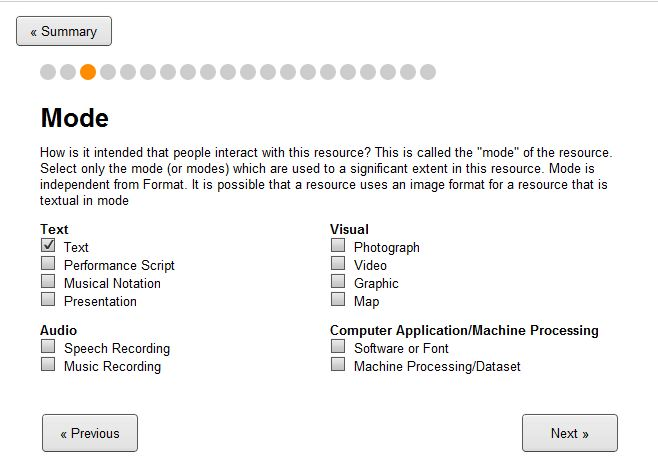 « Summary
Mode
How is it intended that people interact with this resource? This is called the "mode" of the resource.
Select only the mode (or modes) which are used to a significant extent in this resource. Mode is
independent from Format. It is possible that a resource uses an image format for a resource that is
textual in mode
Text
Text
Performance Script
Musical Notation
Presentation
Visual
Photograph
Video
Graphic
Map
Audio
Speech Recording
Music Recording
Computer Application/Machine Processing
Software or Font
Machine Processing/Dataset
« Previous
Next »